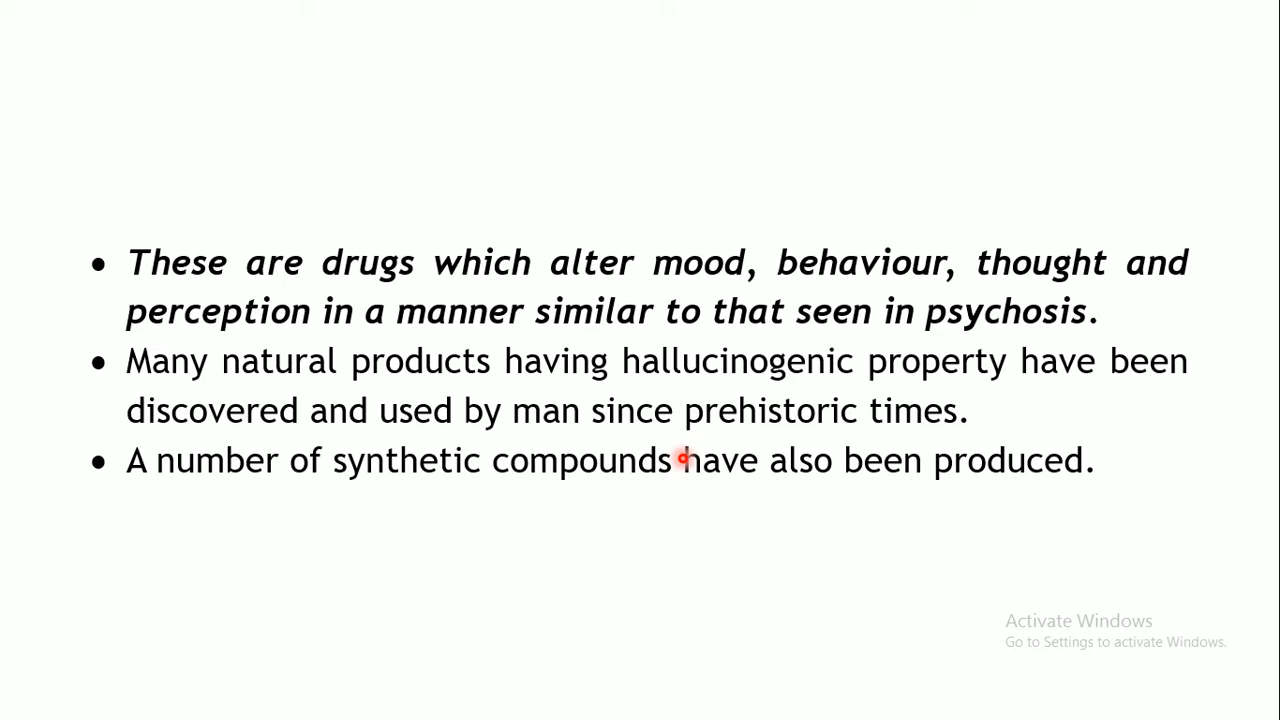 • These are drugs which alter mood, behaviour, thought and
perception in a manner similar to that seen in psychosis.
• Many natural products having hallucinogenic property have been
discovered and used by man since prehistoric times.
• A number of synthetic compounds have also been produced.
Activate Windows
Go to Settings to activate Windows.